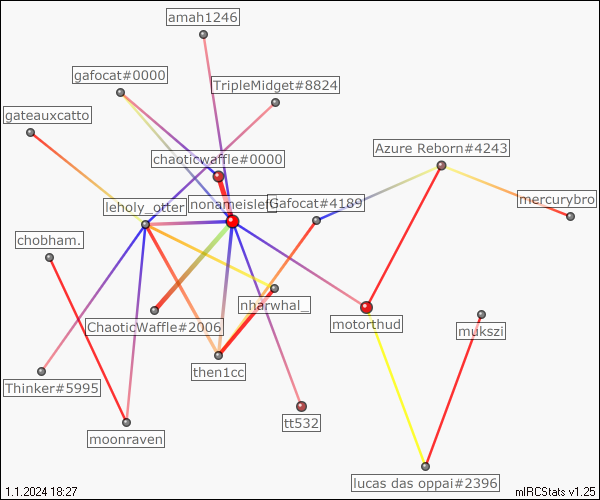 amah1246
gafocat#0000
TripleMidget#8824
gateauxcatto
Azure Reborn#4243
chaoticwaffle#0000
mercurybro
leholy_otter
Gafocat#4189
chobham.
nharwhal_
ChaoticWaffle#2006
motorthud
mukszi
then1cc
Thinker#5995
tt532
moonraven
lucas das oppai#2396
1.1.2024 18:27
mIRCStats v1.25